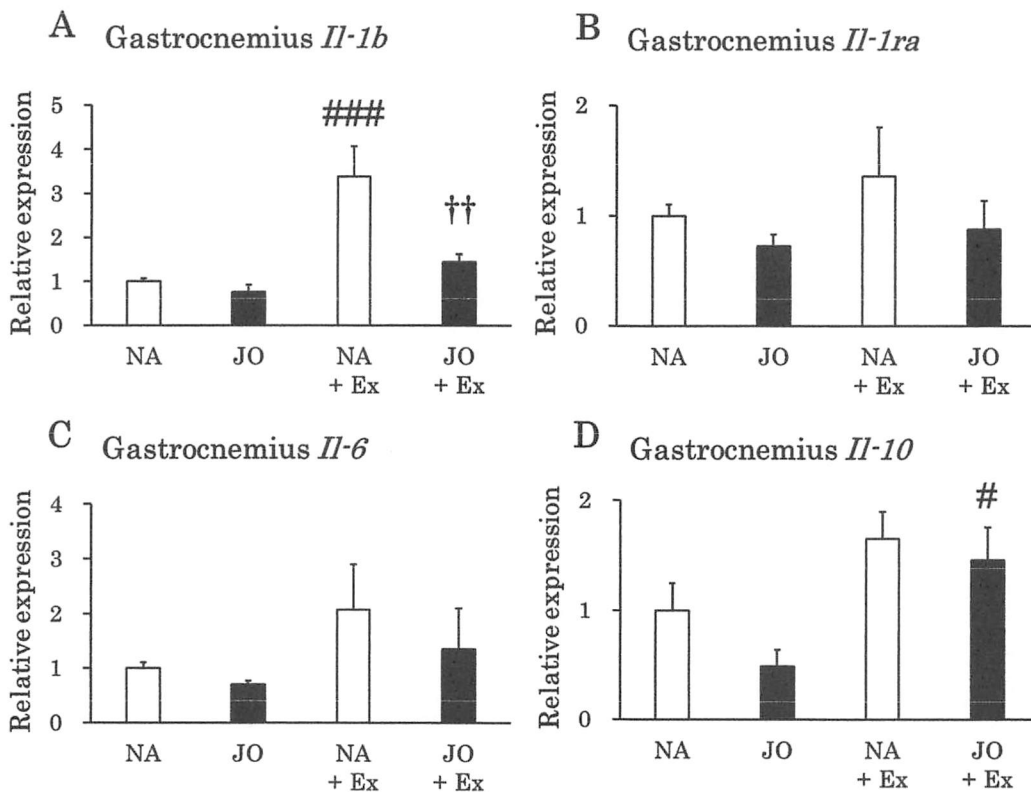 A Gastrocnemius Il-1b
Relative expression
5
4
3
2
1
0
###
††
NA
JO
NA
+ Ex
JO
+ Ex
B Gastrocnemius Il-1ra
Relative expression
2
1
0
NA
JO
NA
+ Ex
JO
+ Ex
C Gastrocnemius Il-6
Relative expression
4
3
2
1
0
NA
JO
NA
+ Ex
JO
+ Ex
D Gastrocnemius Il-10
Relative expression
2
1
0
#
NA
JO
NA
+ Ex
JO
+ Ex